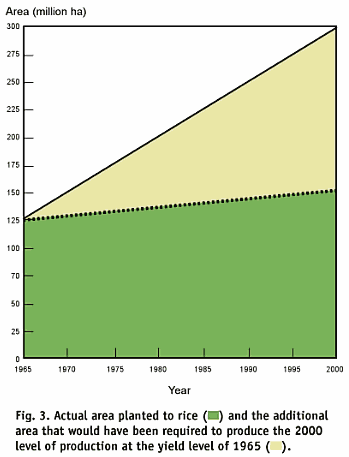 Area (million ha)
300
275
250
225
200
175
150
125
100
70
50
25
0
1965 1970 1975 1980 1985 1990 1995 2000
Year
Fig. 3. Actual area planted to rice ( ) and the additional
area that would have been required to produce the 2000
level of production at the yield level of 1965 ( ).